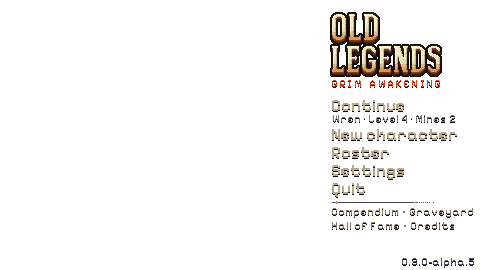 OLD
LEGENDS
GRIM AWAKENING
Continue
Wren · Level 4 · Mines 2
New character
Roster
Settings
Quit
Compendium · Graveyard
Hall of Fame · Credits
0.9.0-alpha.5